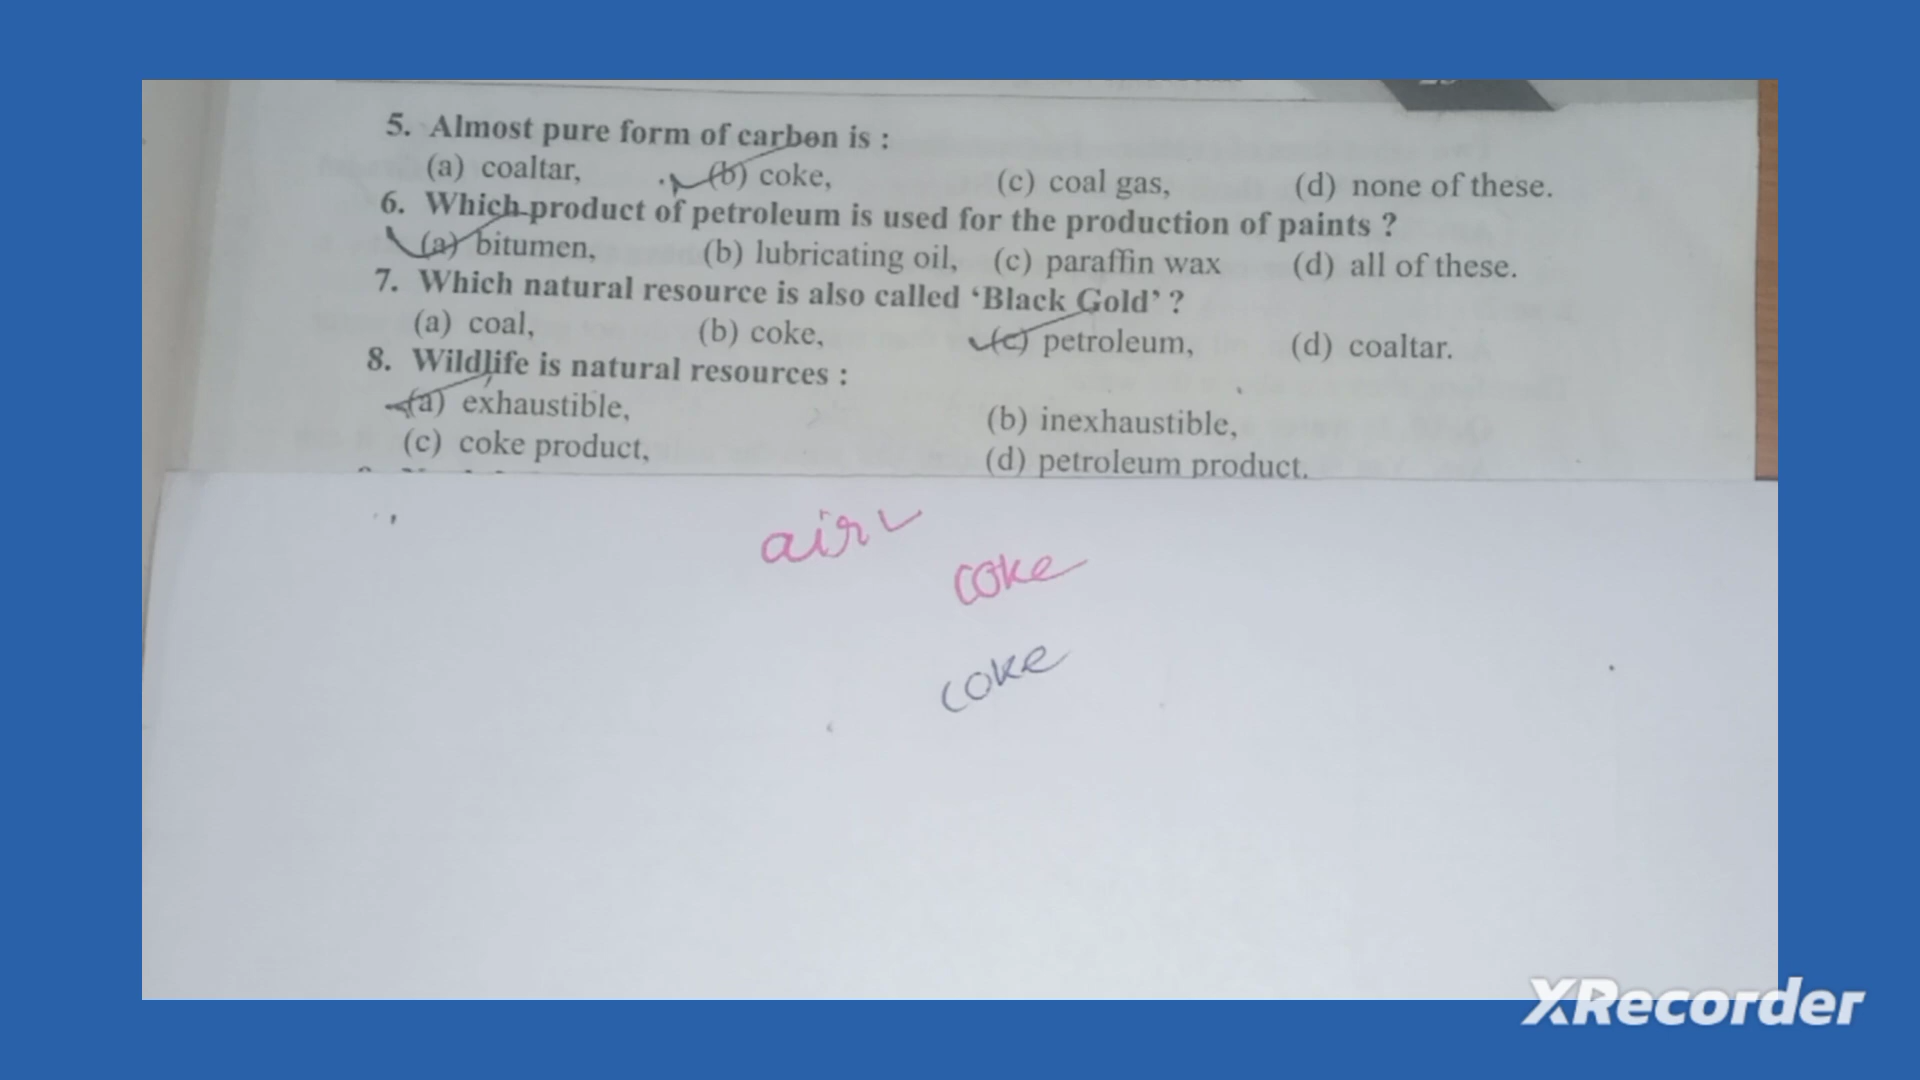 5. Almost pure form of carbon is :
(a) coaltar, (b) coke, (c) coal gas, (d) none of these.
6. Which product of petroleum is used for the production of paints ?
(a) bitumen, (b) lubricating oil, (c) paraffin wax (d) all of these.
7. Which natural resource is also called ‘Black Gold’ ?
(a) coal, (b) coke, (c) petroleum, (d) coaltar.
8. Wildlife is natural resources :
(a) exhaustible, (b) inexhaustible,
(c) coke product, (d) petroleum product.
air
coke
coke
XRecorder